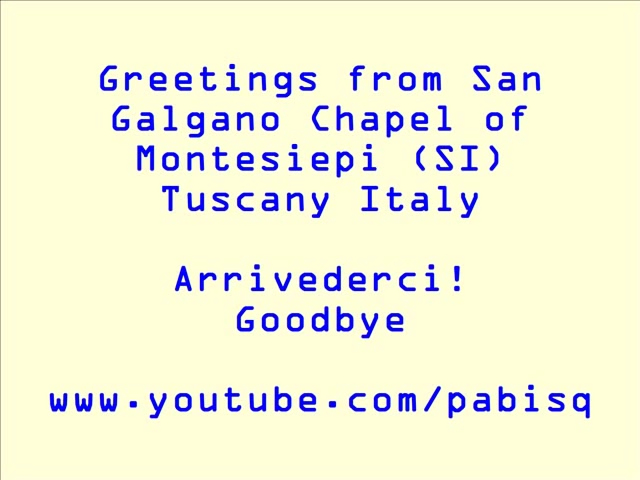 Greetings from San
Galgano Chapel of
Montesiepi (SI)
Tuscany Italy
Arrivederci!
Goodbye
www.youtube.com/pabisq